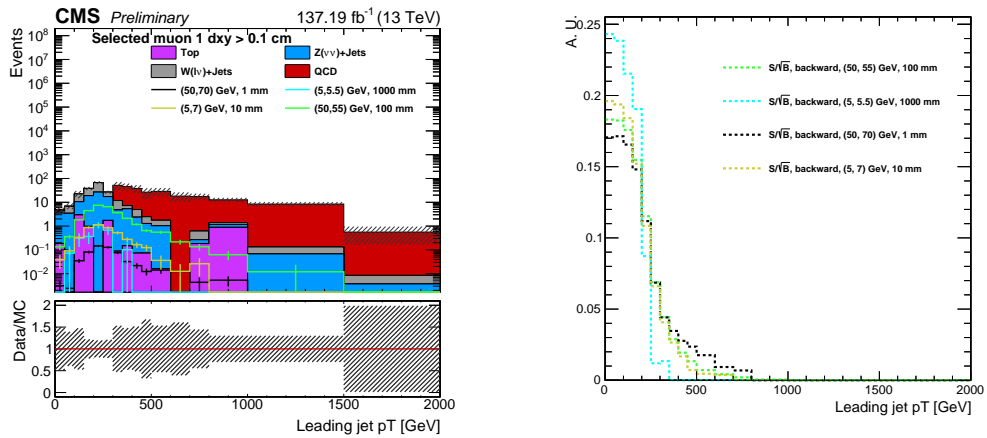 CMS Preliminary 137.19 fb⁻¹ (13 TeV)
Selected muon 1 dxy > 0.1 cm
Top Z(νν)+Jets
W(lν)+Jets QCD
(50,70) GeV, 1 mm (5,5.5) GeV, 1000 mm
(5,7) GeV, 10 mm (50,55) GeV, 100 mm
Events
10⁸
10⁷
10⁶
10⁵
10⁴
10³
10²
10
1
10⁻¹
10⁻²
Data/MC
2
1.5
1
0.5
0
0 500 1000 1500 2000
Leading jet pT [GeV]
A. U.
0.25
0.2
0.15
0.1
0.05
0
S/√B, backward, (50, 55) GeV, 100 mm
S/√B, backward, (5, 5.5) GeV, 1000 mm
S/√B, backward, (50, 70) GeV, 1 mm
S/√B, backward, (5, 7) GeV, 10 mm
0 500 1000 1500 2000
Leading jet pT [GeV]